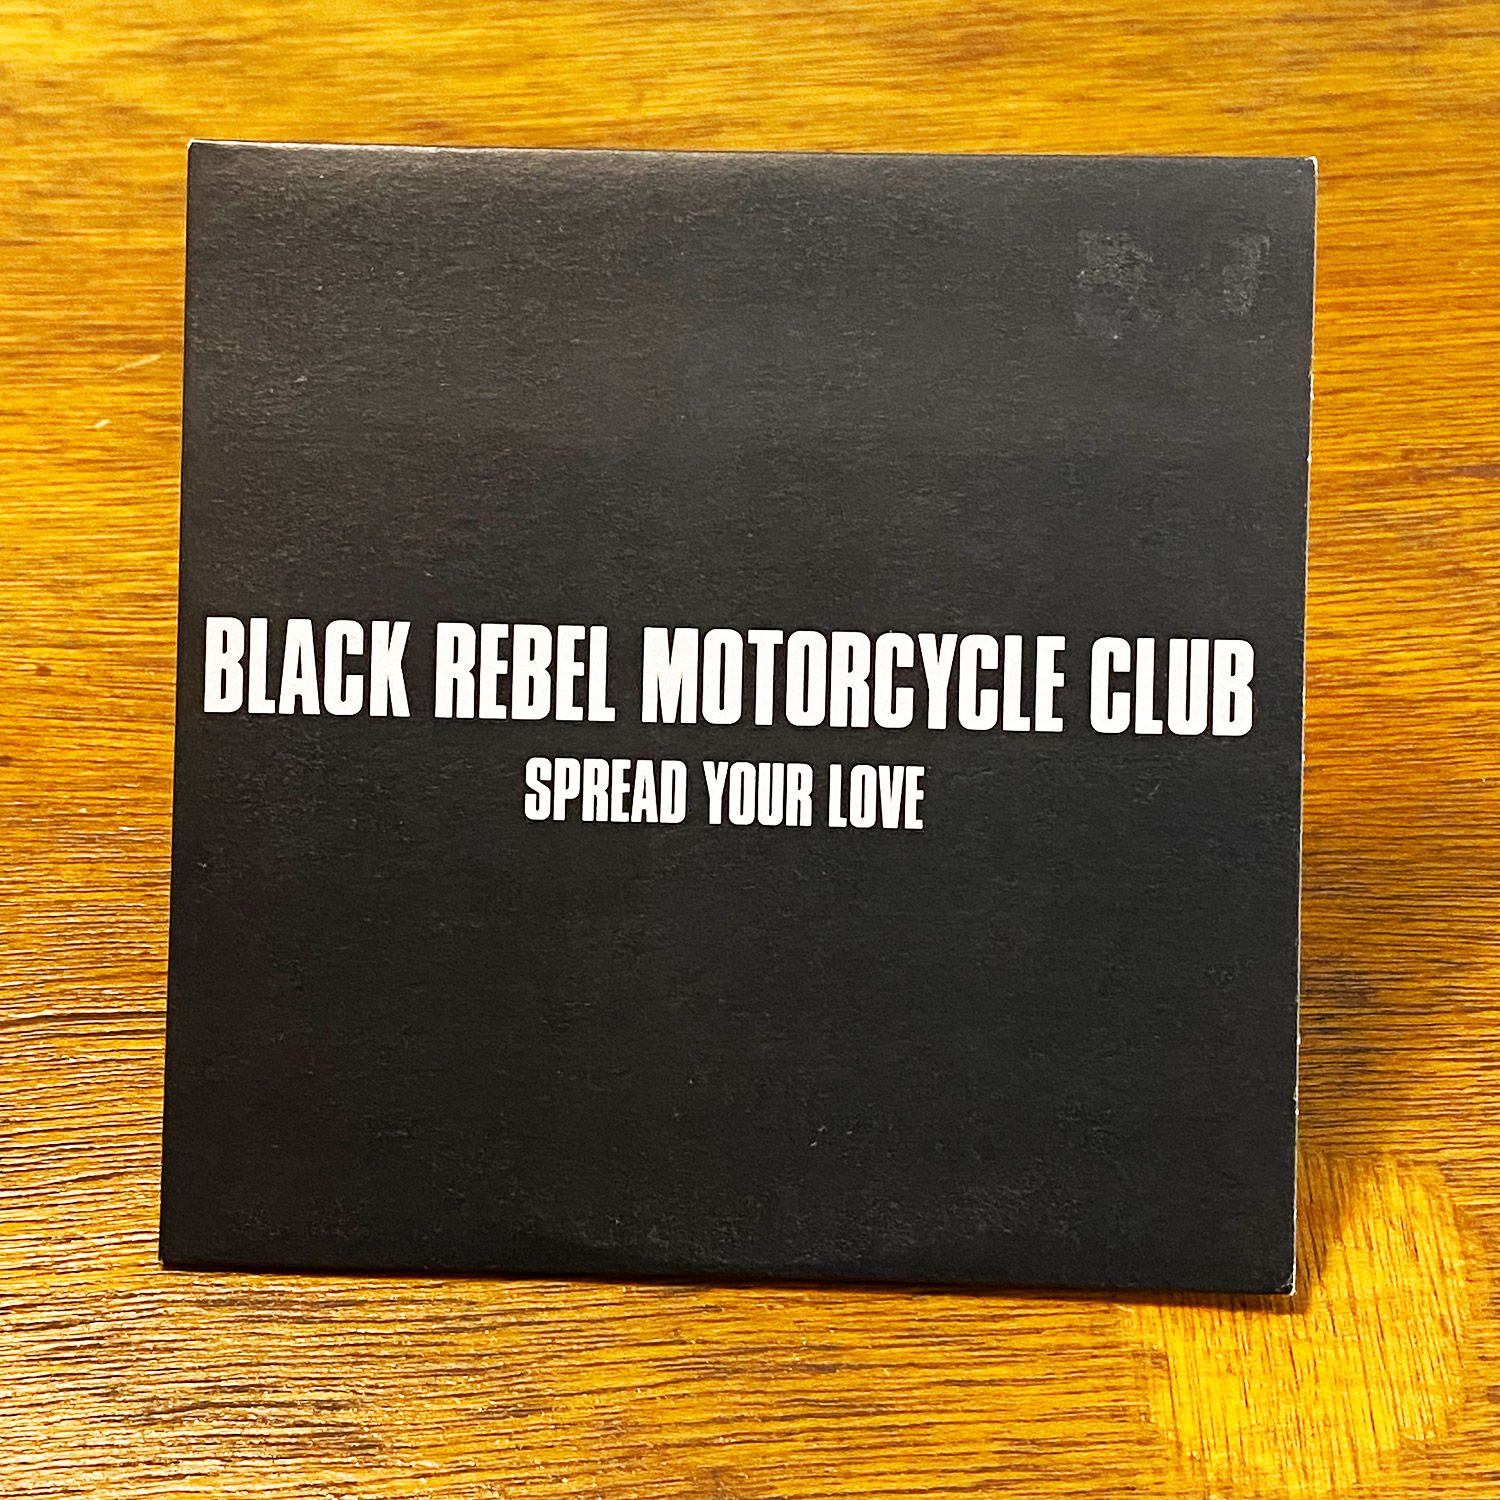 BLACK REBEL MOTORCYCLE CLUB
SPREAD YOUR LOVE